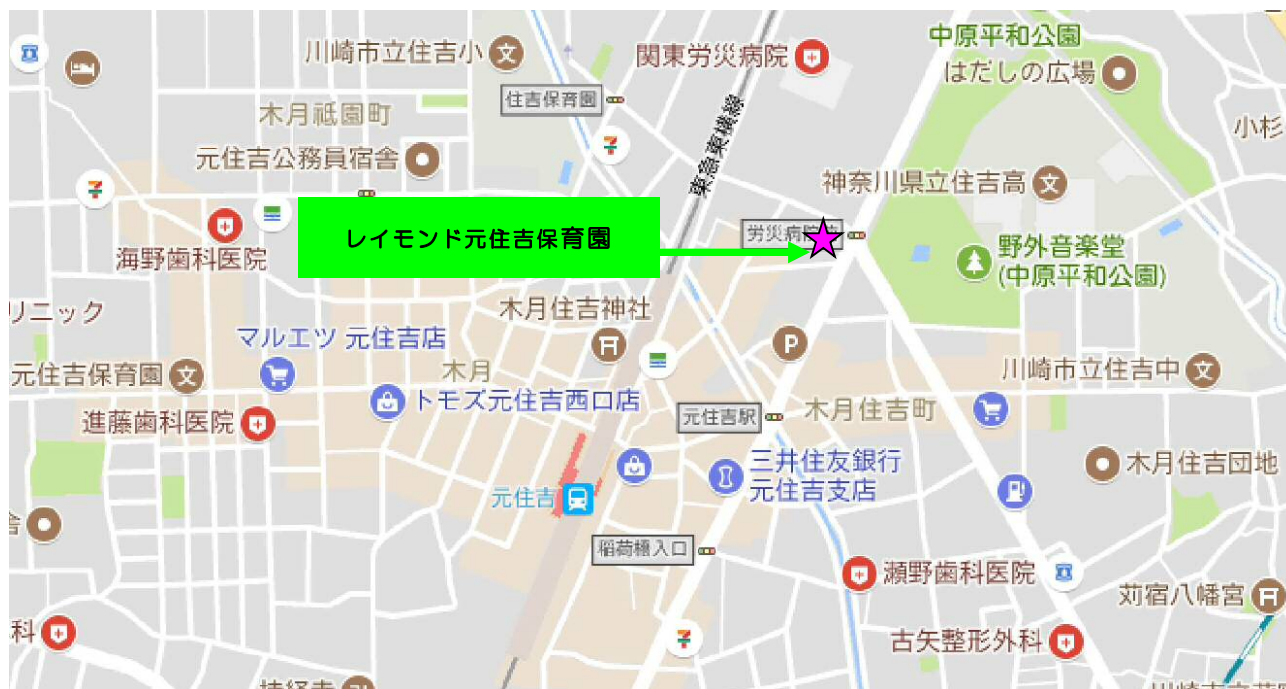 中原平和公園
川崎市立住吉小
関東労災病院
はだしの広場
住吉保育園
木月祗園町
東急東横線
小杉
元住吉公務員宿舎
神奈川県立住吉高
レイモンド元住吉保育園
労災病院
野外音楽堂
(中原平和公園)
海野歯科医院
リニック
木月住吉神社
マルエツ 元住吉店
P
元住吉保育園
木月
川崎市立住吉中
トモズ元住吉西口店
進藤歯科医院
元住吉駅
木月住吉町
三井住友銀行
元住吉支店
木月住吉団地
元住吉
舎
稲荷橋入口
瀬野歯科医院
苅宿八幡宮
科
古矢整形外科